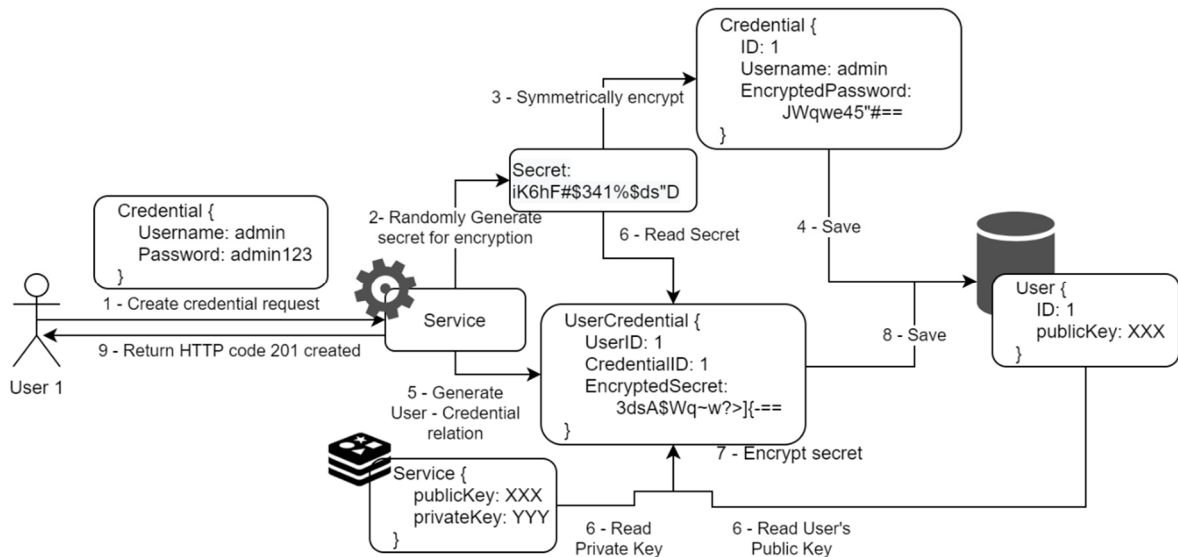 Credential {
ID: 1
Username: admin
EncryptedPassword:
JWqwe45"#==
}
3 - Symmetrically encrypt
Secret:
iK6hF#$341%$ds"D
Credential {
Username: admin
Password: admin123
}
2- Randomly Generate
secret for encryption
6 - Read Secret
4 - Save
1 - Create credential request
Service
9 - Return HTTP code 201 created
User 1
UserCredential {
UserID: 1
CredentialID: 1
EncryptedSecret:
3dsA$Wq~w?>]{-==
}
8 - Save
User {
ID: 1
publicKey: XXX
}
5 - Generate
User - Credential
relation
7 - Encrypt secret
Service {
publicKey: XXX
privateKey: YYY
}
6 - Read
Private Key
6 - Read User's
Public Key